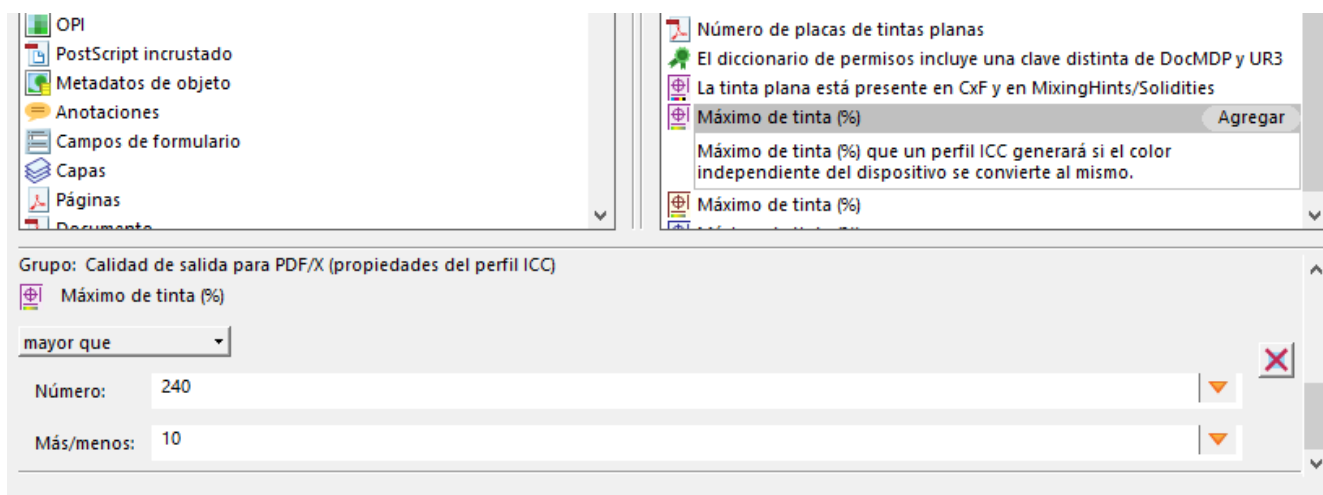 OPI
PostScript incrustado
Metadatos de objeto
Anotaciones
Campos de formulario
Capas
Páginas
Documento
Número de placas de tintas planas
El diccionario de permisos incluye una clave distinta de DocMDP y UR3
La tinta plana está presente en CxF y en MixingHints/Solidities
Máximo de tinta (%) Agregar
Máximo de tinta (%) que un perfil ICC generará si el color
independiente del dispositivo se convierte al mismo.
Máximo de tinta (%)
Grupo: Calidad de salida para PDF/X (propiedades del perfil ICC)
Máximo de tinta (%)
mayor que
Número: 240
Más/menos: 10